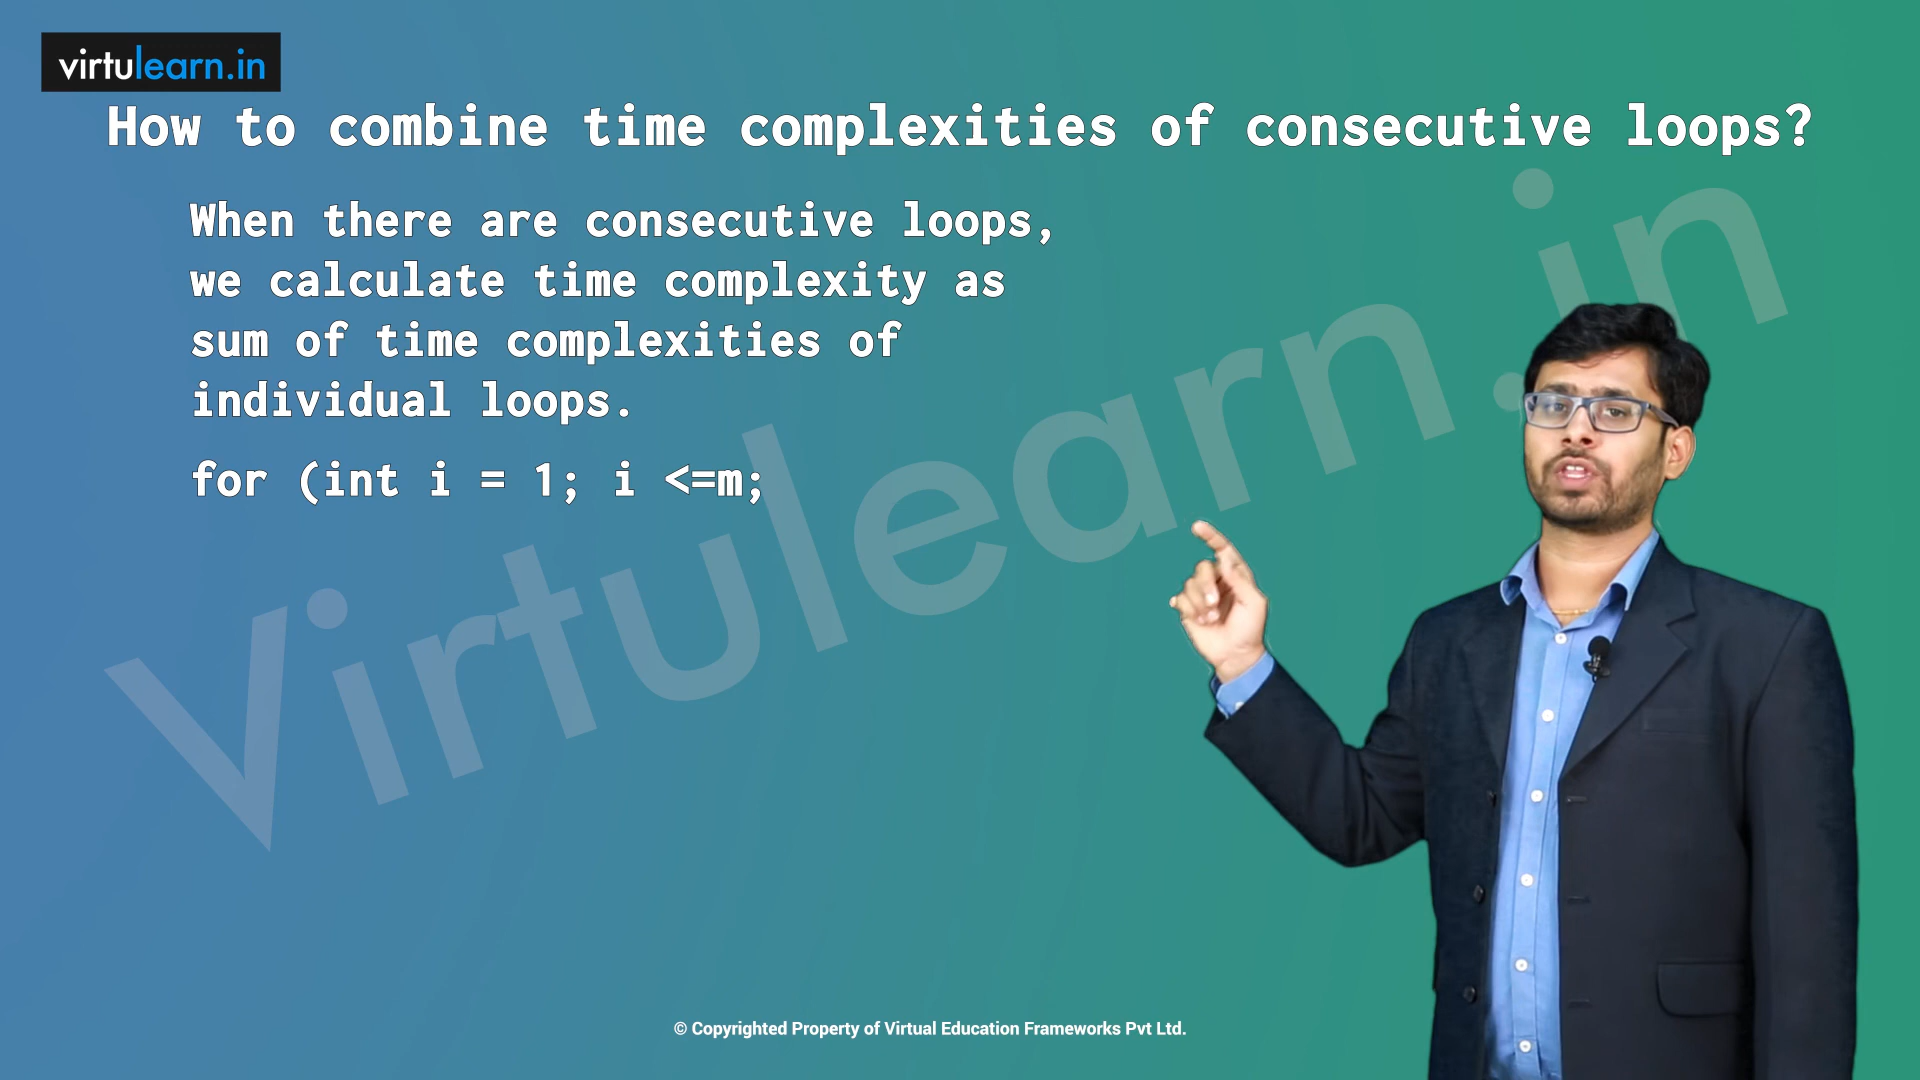 virtulearn.in
How to combine time complexities of consecutive loops?
When there are consecutive loops,
we calculate time complexity as
sum of time complexities of
individual loops.
for (int i = 1; i <=m;
Virtulearn.in
© Copyrighted Property of Virtual Education Frameworks Pvt Ltd.